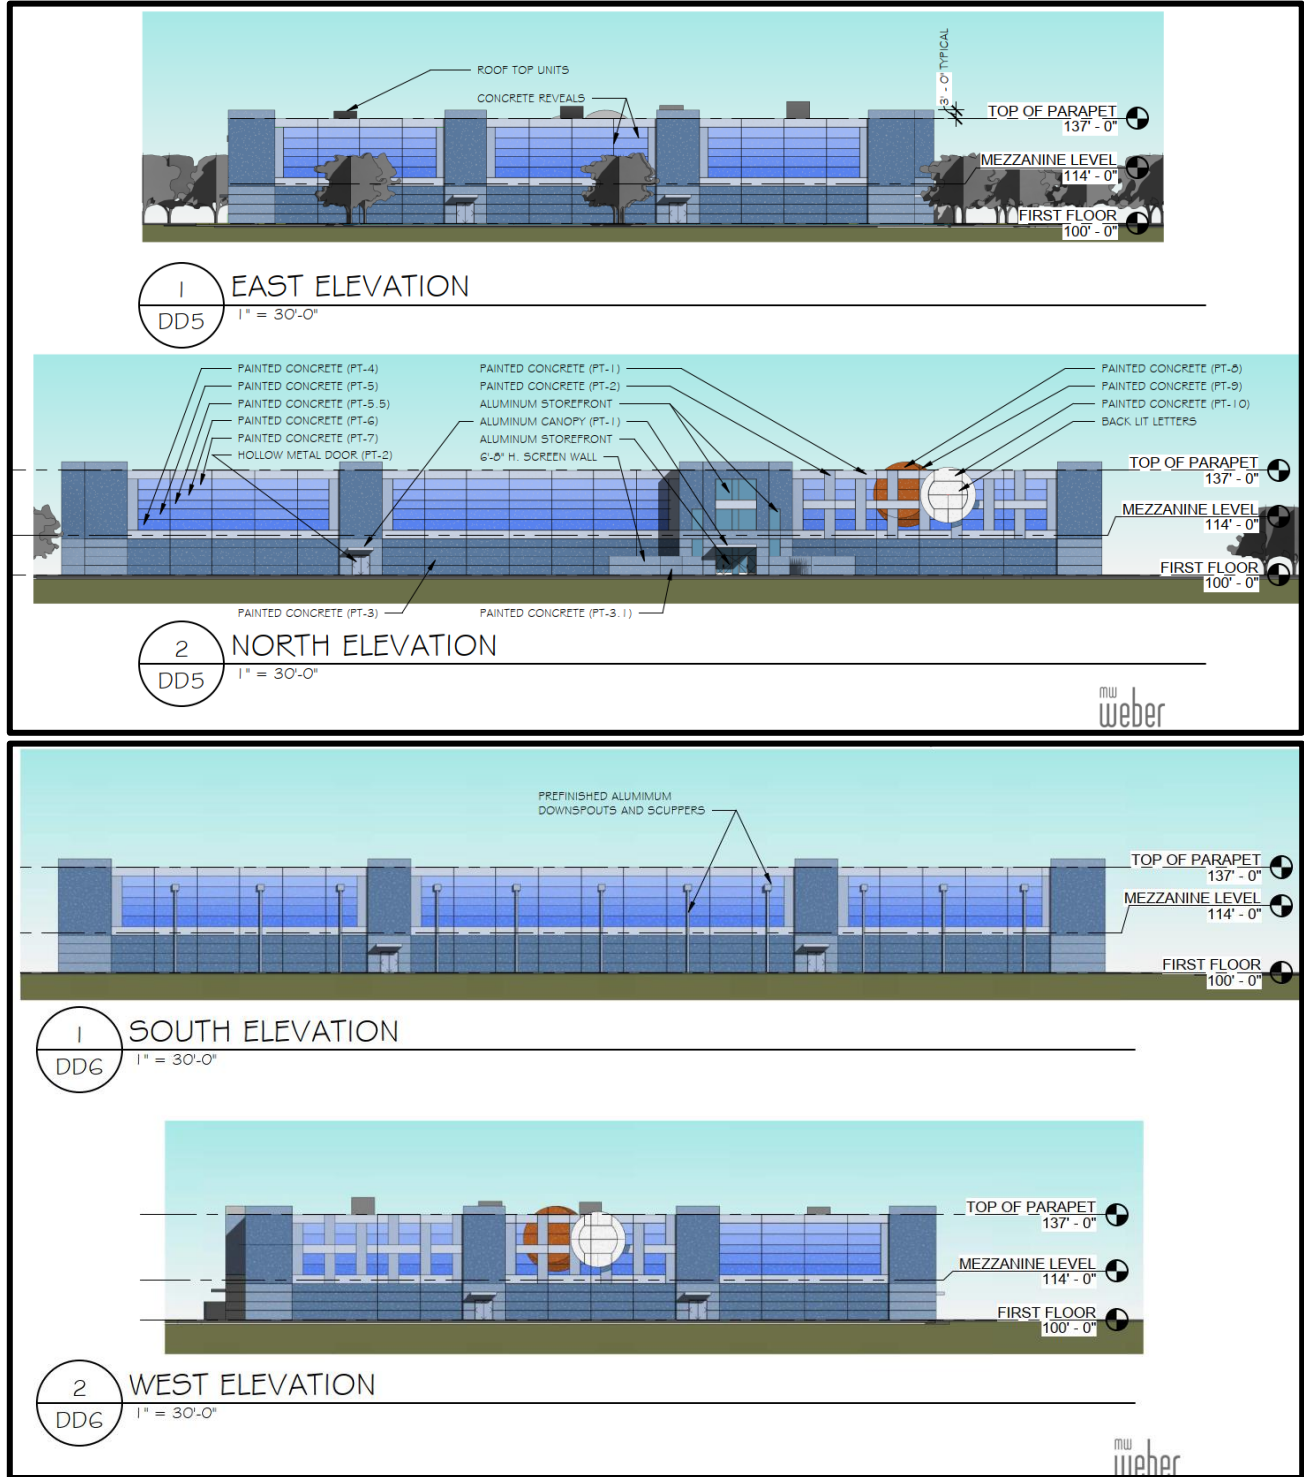 ROOF TOP UNITS
CONCRETE REVEALS
3' - 0" TYPICAL
TOP OF PARAPET
137' - 0"
MEZZANINE LEVEL
114' - 0"
FIRST FLOOR
100' - 0"
1
DD5
EAST ELEVATION
1" = 30'-0"
PAINTED CONCRETE (PT-4)
PAINTED CONCRETE (PT-5)
PAINTED CONCRETE (PT-5.5)
PAINTED CONCRETE (PT-6)
PAINTED CONCRETE (PT-7)
HOLLOW METAL DOOR (PT-2)
PAINTED CONCRETE (PT-1)
PAINTED CONCRETE (PT-2)
ALUMINUM STOREFRONT
ALUMINUM CANOPY (PT-1)
ALUMINUM STOREFRONT
6'-8" H. SCREEN WALL
PAINTED CONCRETE (PT-8)
PAINTED CONCRETE (PT-9)
PAINTED CONCRETE (PT-10)
BACK LIT LETTERS
TOP OF PARAPET
137' - 0"
MEZZANINE LEVEL
114' - 0"
FIRST FLOOR
100' - 0"
PAINTED CONCRETE (PT-3)
PAINTED CONCRETE (PT-3.1)
2
DD5
NORTH ELEVATION
1" = 30'-0"
mw
weber
PREFINISHED ALUMIMUM
DOWNSPOUTS AND SCUPPERS
TOP OF PARAPET
137' - 0"
MEZZANINE LEVEL
114' - 0"
FIRST FLOOR
100' - 0"
1
DD6
SOUTH ELEVATION
1" = 30'-0"
TOP OF PARAPET
137' - 0"
MEZZANINE LEVEL
114' - 0"
FIRST FLOOR
100' - 0"
2
DD6
WEST ELEVATION
1" = 30'-0"
mw
weber